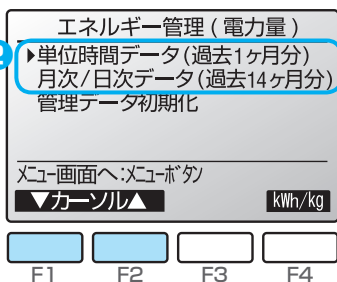 エネルギー管理(電力量)
▶単位時間データ(過去1ヶ月分)
月次/日次データ(過去14ヶ月分)
管理データ初期化
メニュー画面へ:メニューボタン
▼カーソル▲ kWh/kg
F1 F2 F3 F4